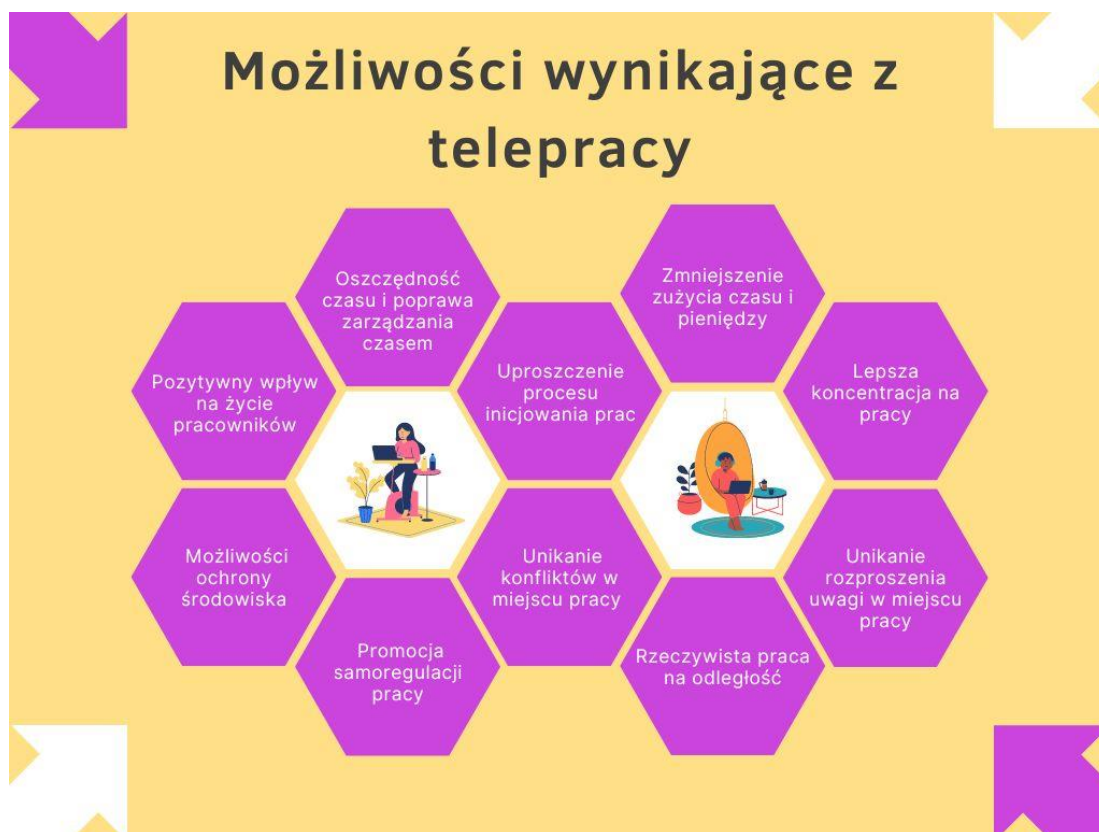 Możliwości wynikające z
telepracy
Oszczędność
czasu i poprawa
zarządzania
czasem
Zmniejszenie
zużycia czasu i
pieniędzy
Pozytywny wpływ
na życie
pracowników
Uproszczenie
procesu
inicjowania prac
Lepsza
koncentracja na
pracy
Możliwości
ochrony
środowiska
Unikanie
konfliktów w
miejscu pracy
Unikanie
rozproszenia
uwagi w miejscu
pracy
Promocja
samoregulacji
pracy
Rzeczywista praca
na odległość